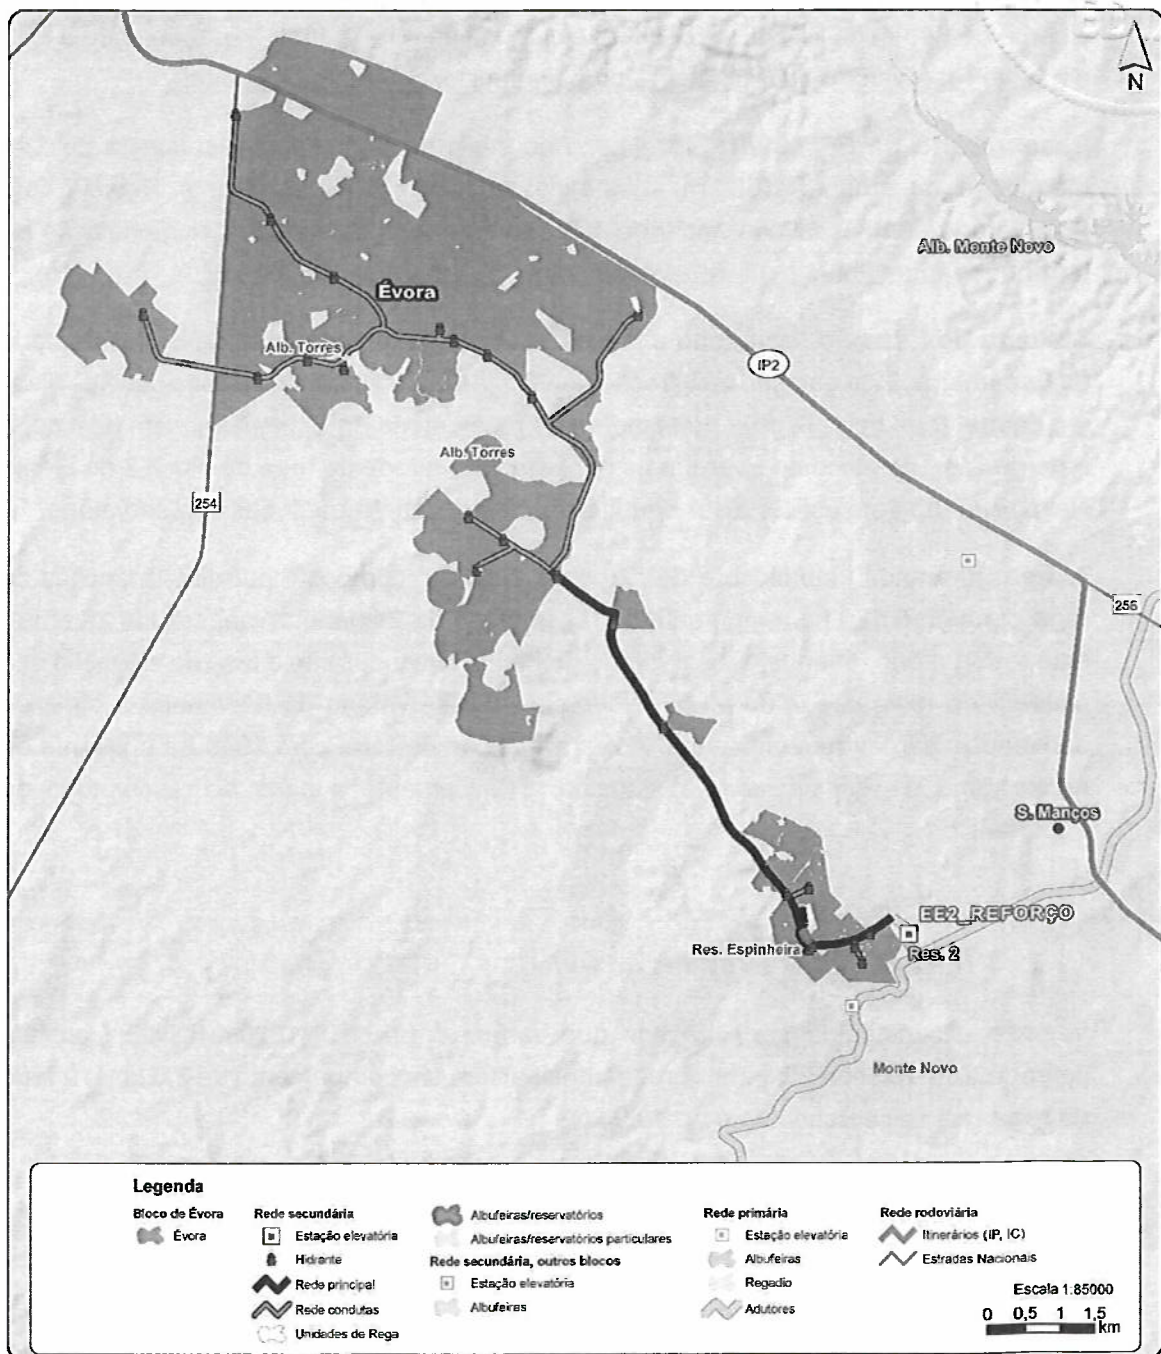 N
Alb. Monte Novo
Évora
Alb. Torres
IP2
Alb. Torres
254
256
S. Manços
EE2_REFORÇO
Res. Espinheira
Res. 2
Monte Novo
Legenda
Bloco de Évora
Évora
Rede secundária
Estação elevatória
Hidrante
Rede principal
Rede condutas
Unidades de Rega
Albufeiras/reservatórios
Albufeiras/reservatórios particulares
Rede secundária, outros blocos
Estação elevatória
Albufeiras
Rede primária
Estação elevatória
Albufeiras
Regadio
Adutores
Rede rodoviária
Itinerários (IP, IC)
Estradas Nacionais
Escala 1:85000
0 0,5 1 1,5
km